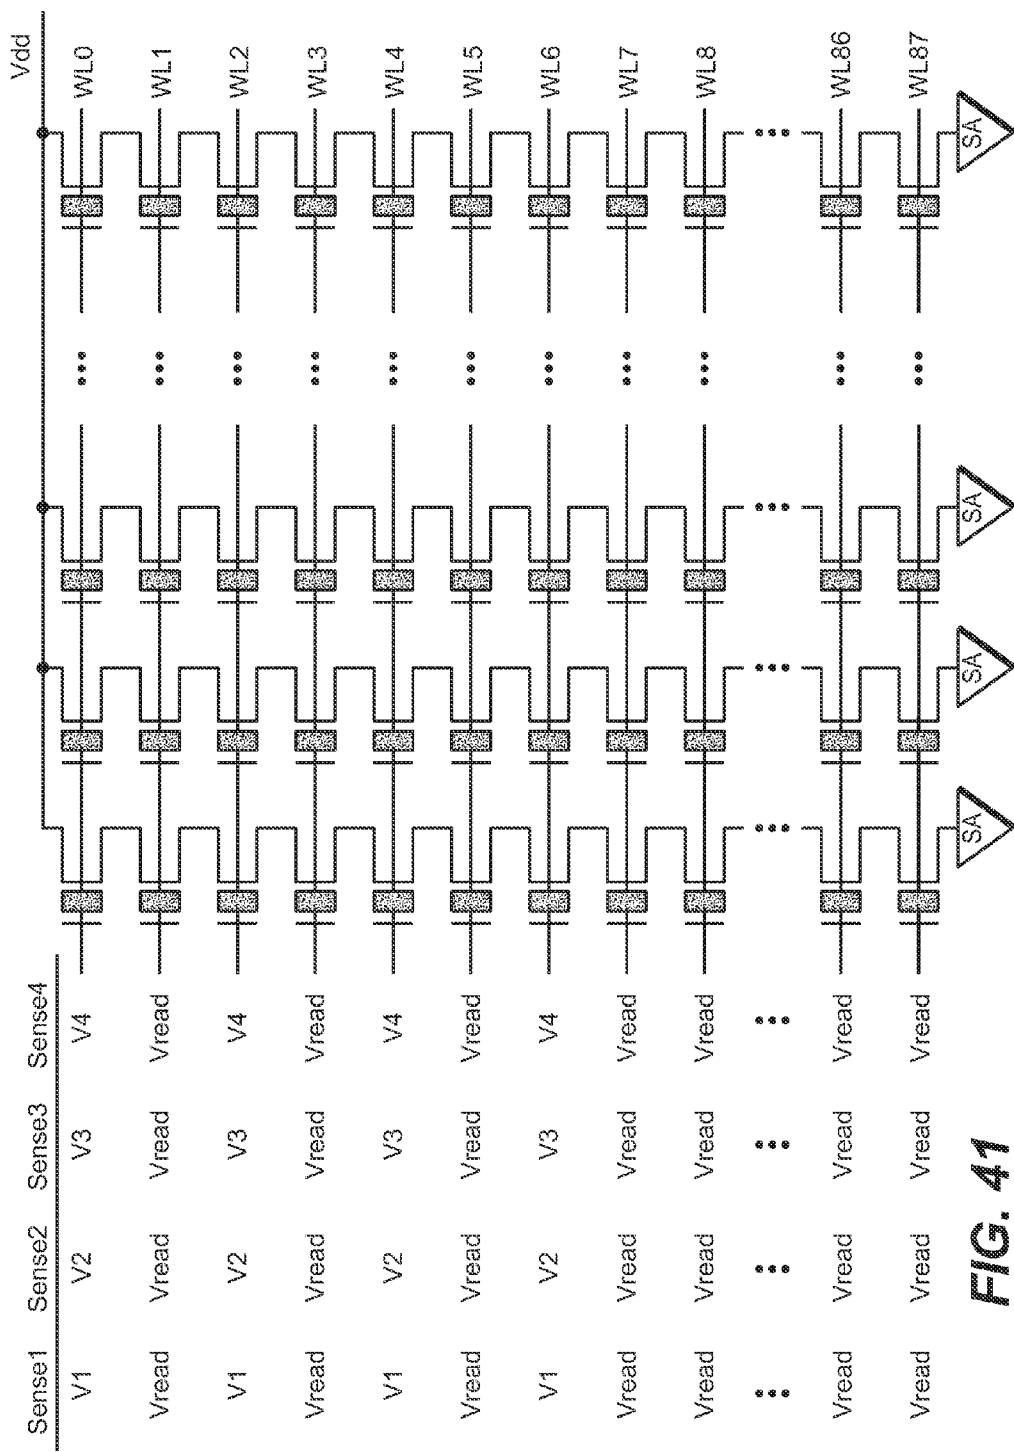 Vdd
Sense1 Sense2 Sense3 Sense4
V1 V2 V3 V4 WL0
Vread Vread Vread Vread WL1
V1 V2 V3 V4 WL2
Vread Vread Vread Vread WL3
V1 V2 V3 V4 WL4
Vread Vread Vread Vread WL5
V1 V2 V3 V4 WL6
Vread Vread Vread Vread WL7
Vread Vread Vread Vread WL8
Vread Vread Vread Vread WL86
Vread Vread Vread Vread WL87
SA SA SA SA
FIG. 41